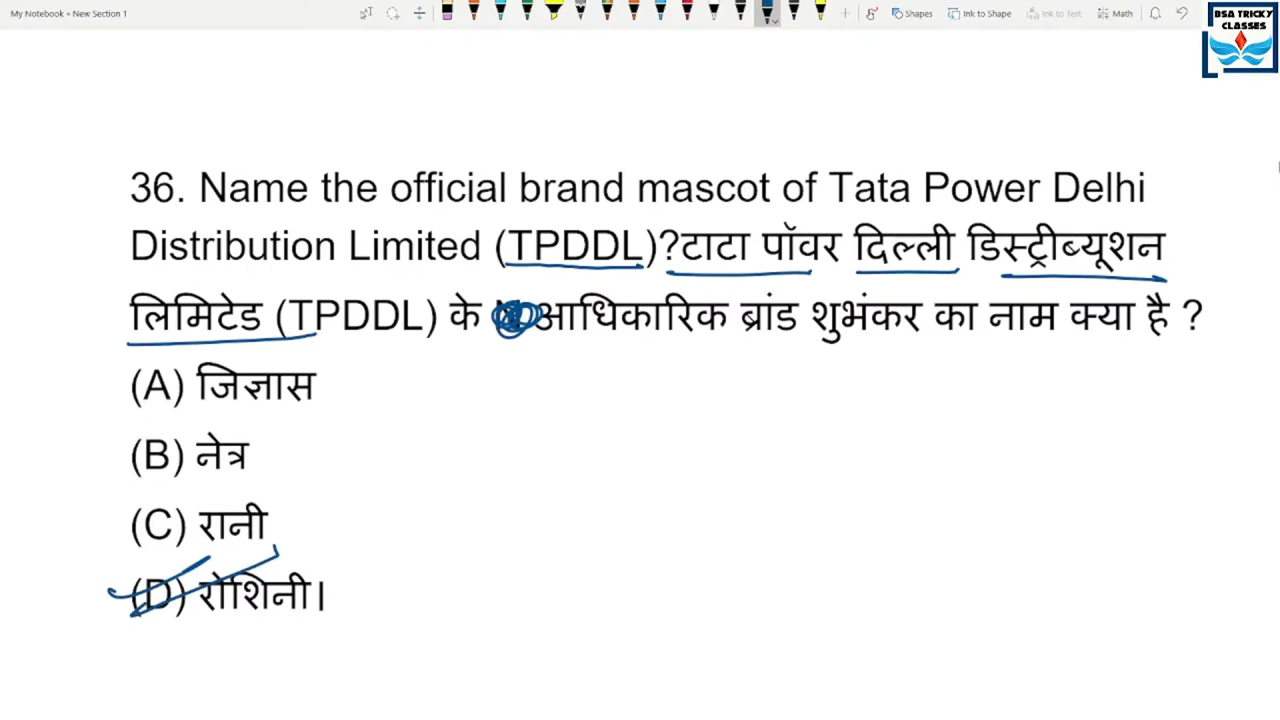 My Notebook » New Section 1
Shapes
Ink to Shape
Ink to Text
Math
BSA TRICKY
CLASSES
36. Name the official brand mascot of Tata Power Delhi
Distribution Limited (TPDDL)?टाटा पॉवर दिल्ली डिस्ट्रीब्यूशन
लिमिटेड (TPDDL) के आधिकारिक ब्रांड शुभंकर का नाम क्या है ?
(A) जिज्ञास
(B) नेत्र
(C) रानी
(D) रोशिनी।